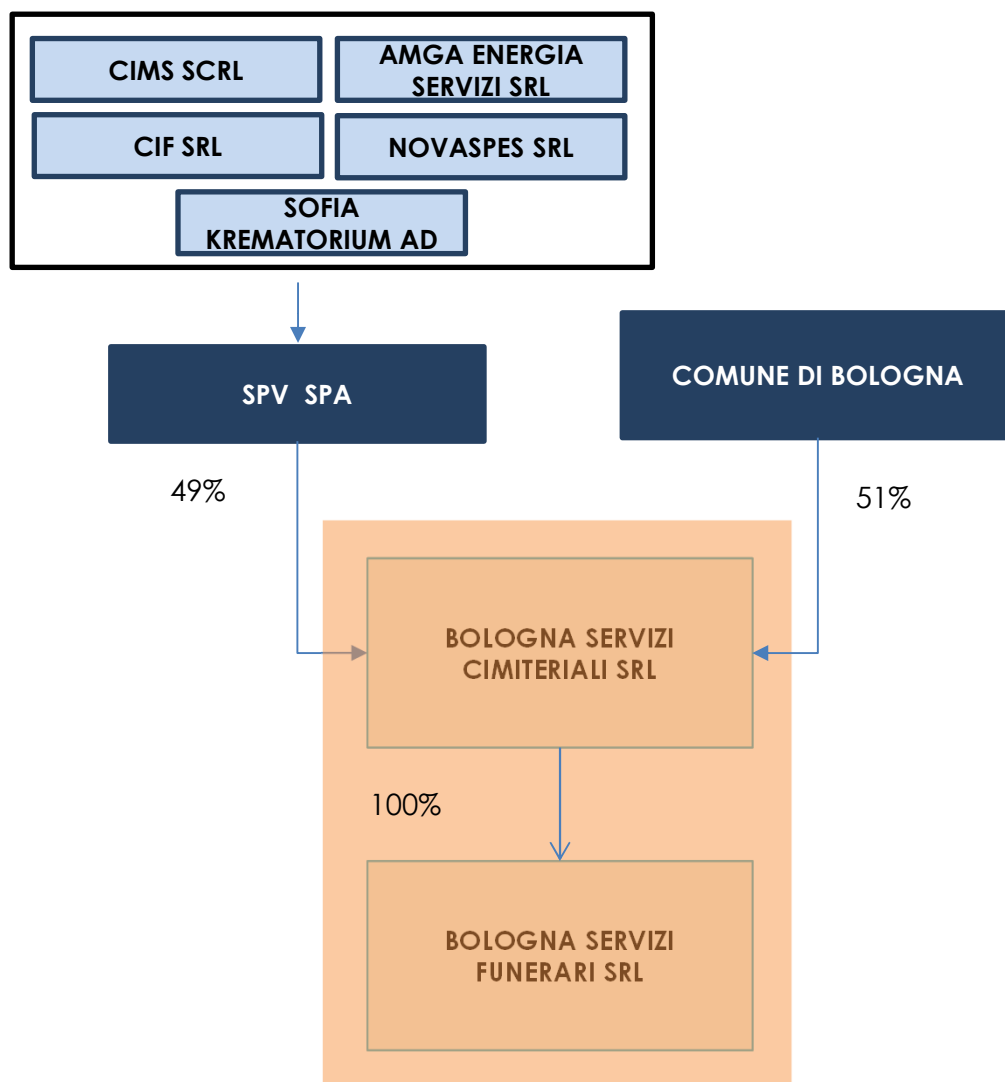 CIMS SCRL
AMGA ENERGIA
SERVIZI SRL
CIF SRL
NOVASPES SRL
SOFIA
KREMATORIUM AD
SPV SPA
COMUNE DI BOLOGNA
49%
51%
BOLOGNA SERVIZI
CIMITERIALI SRL
100%
BOLOGNA SERVIZI
FUNERARI SRL